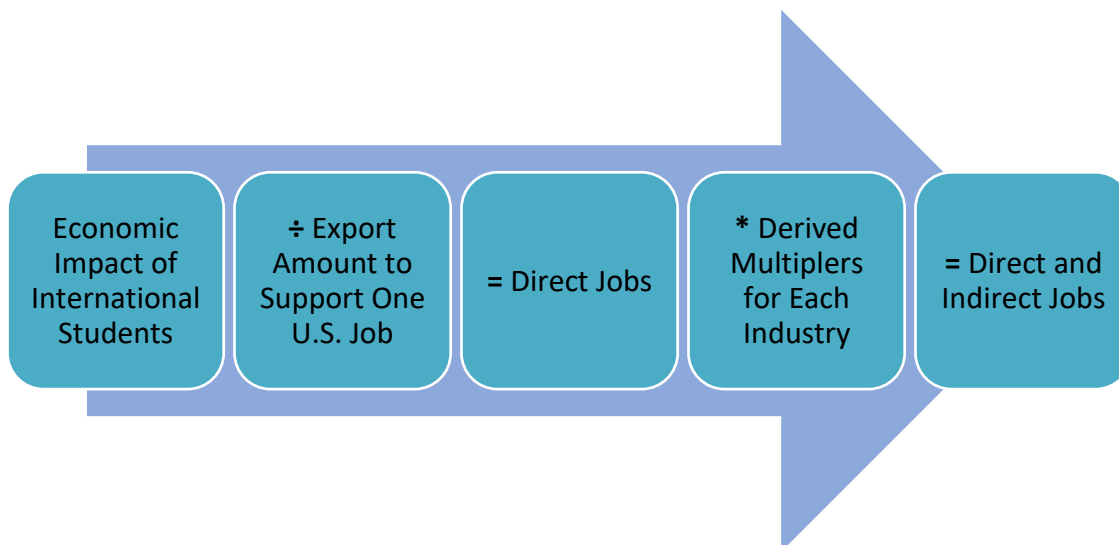 Economic
Impact of
International
Students
÷ Export
Amount to
Support One
U.S. Job
= Direct Jobs
* Derived
Multiplers
for Each
Industry
= Direct and
Indirect Jobs